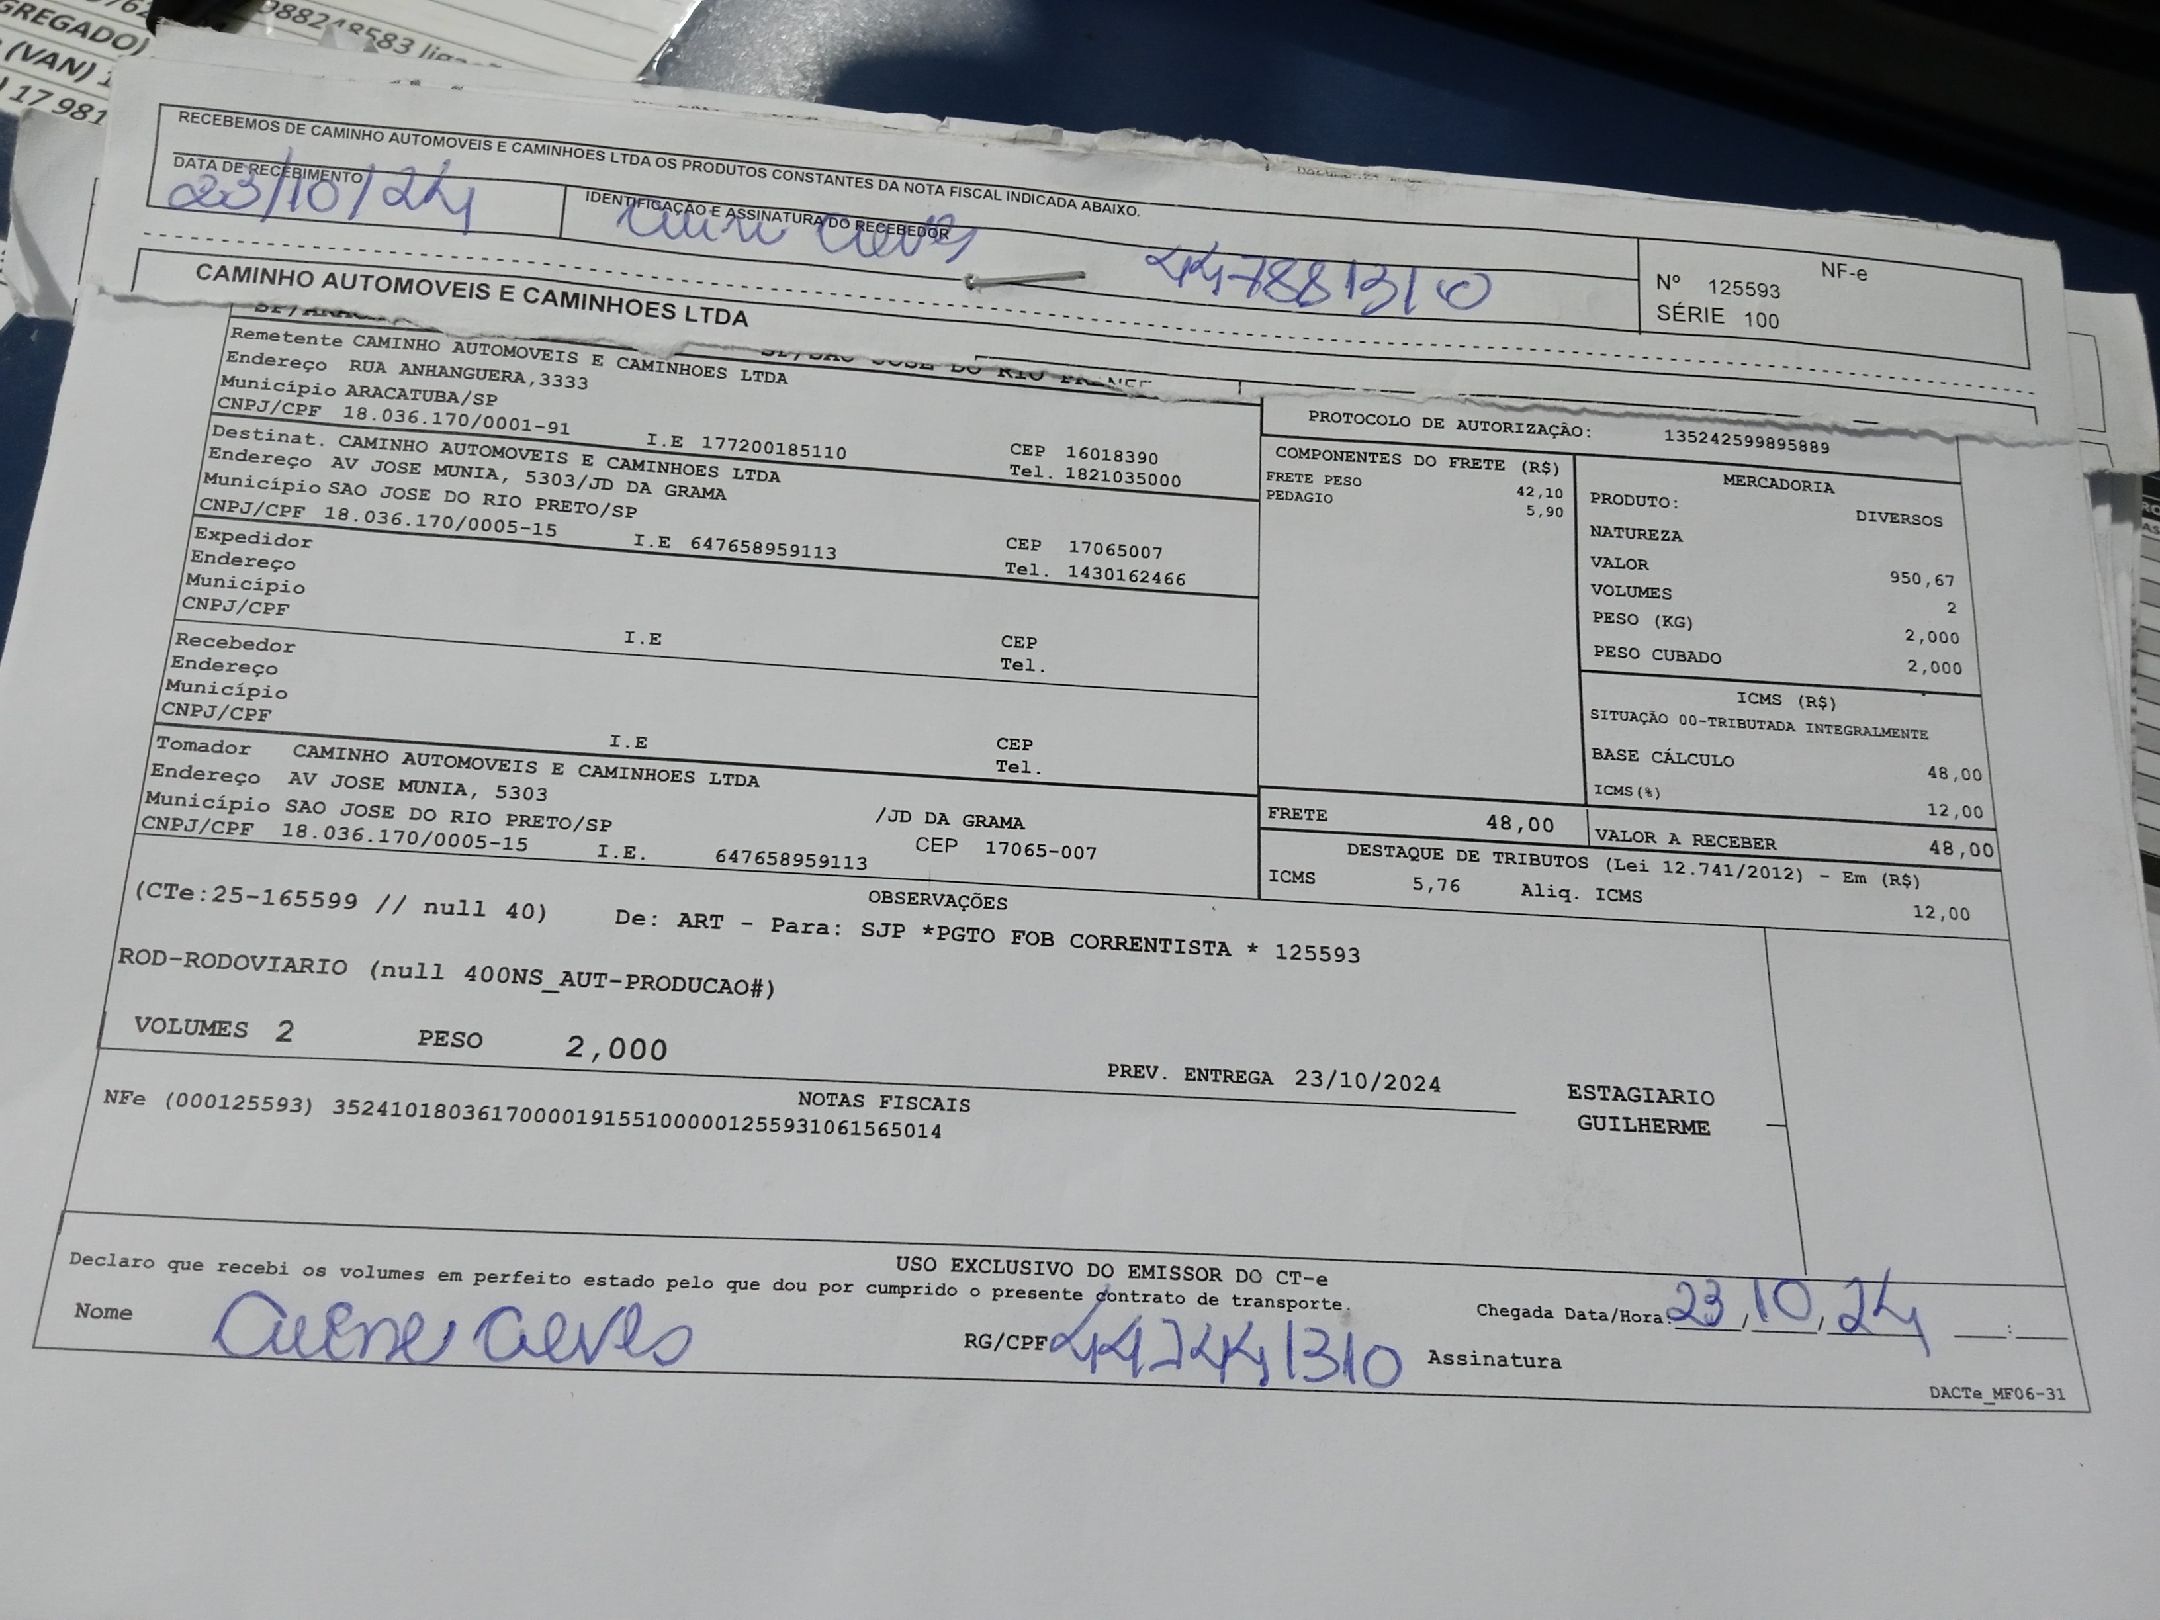 GREGADO)
(VAN) 1
17 981
988248583
RECEBEMOS DE CAMINHO AUTOMOVEIS E CAMINHOES LTDA OS PRODUTOS CONSTANTES DA NOTA FISCAL INDICADA ABAIXO.
DATA DE RECEBIMENTO
23/10/24
IDENTIFICAÇÃO E ASSINATURA DO RECEBEDOR
NF-e
Nº 125593
SÉRIE 100
CAMINHO AUTOMOVEIS E CAMINHOES LTDA
Remetente CAMINHO AUTOMOVEIS E CAMINHOES LTDA
Endereço RUA ANHANGUERA,3333
Município ARACATUBA/SP
CNPJ/CPF 18.036.170/0001-91 I.E 177200185110
CEP 16018390
Tel. 1821035000
Destinat. CAMINHO AUTOMOVEIS E CAMINHOES LTDA
Endereço AV JOSE MUNIA, 5303/JD DA GRAMA
Município SAO JOSE DO RIO PRETO/SP
CNPJ/CPF 18.036.170/0005-15 I.E 647658959113
CEP 17065007
Tel. 1430162466
Expedidor
Endereço
Município
CNPJ/CPF
I.E
CEP
Tel.
Recebedor
Endereço
Município
CNPJ/CPF
I.E
CEP
Tel.
Tomador CAMINHO AUTOMOVEIS E CAMINHOES LTDA
Endereço AV JOSE MUNIA, 5303 /JD DA GRAMA
Município SAO JOSE DO RIO PRETO/SP CEP 17065-007
CNPJ/CPF 18.036.170/0005-15 I.E. 647658959113
PROTOCOLO DE AUTORIZAÇÃO: 135242599895889
COMPONENTES DO FRETE (R$)
FRETE PESO 42,10
PEDAGIO 5,90
MERCADORIA
PRODUTO: DIVERSOS
NATUREZA
VALOR 950,67
VOLUMES 2
PESO (KG) 2,000
PESO CUBADO 2,000
ICMS (R$)
SITUAÇÃO 00-TRIBUTADA INTEGRALMENTE
BASE CÁLCULO 48,00
ICMS(%) 12,00
FRETE 48,00
VALOR A RECEBER 48,00
DESTAQUE DE TRIBUTOS (Lei 12.741/2012) - Em (R$)
ICMS 5,76 Aliq. ICMS 12,00
OBSERVAÇÕES
(CTe:25-165599 // null 40) De: ART - Para: SJP *PGTO FOB CORRENTISTA * 125593
ROD-RODOVIARIO (null 400NS_AUT-PRODUCAO#)
VOLUMES 2 PESO 2,000
PREV. ENTREGA 23/10/2024
ESTAGIARIO
GUILHERME
NOTAS FISCAIS
NFe (000125593) 35241018036170000191551000001255931061565014
USO EXCLUSIVO DO EMISSOR DO CT-e
Declaro que recebi os volumes em perfeito estado pelo que dou por cumprido o presente contrato de transporte.
Nome
RG/CPF
Assinatura
Chegada Data/Hora: 23,10,24 :
DACTe_MF06-31